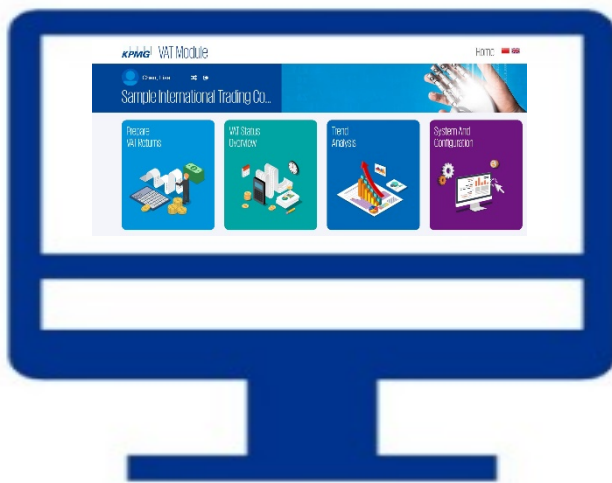 KPMG VAT Module
Home
Sample International Trading Co...
Prepare
VAT Returns
VAT Status
Overview
Trend
Analysis
System And
Configuration